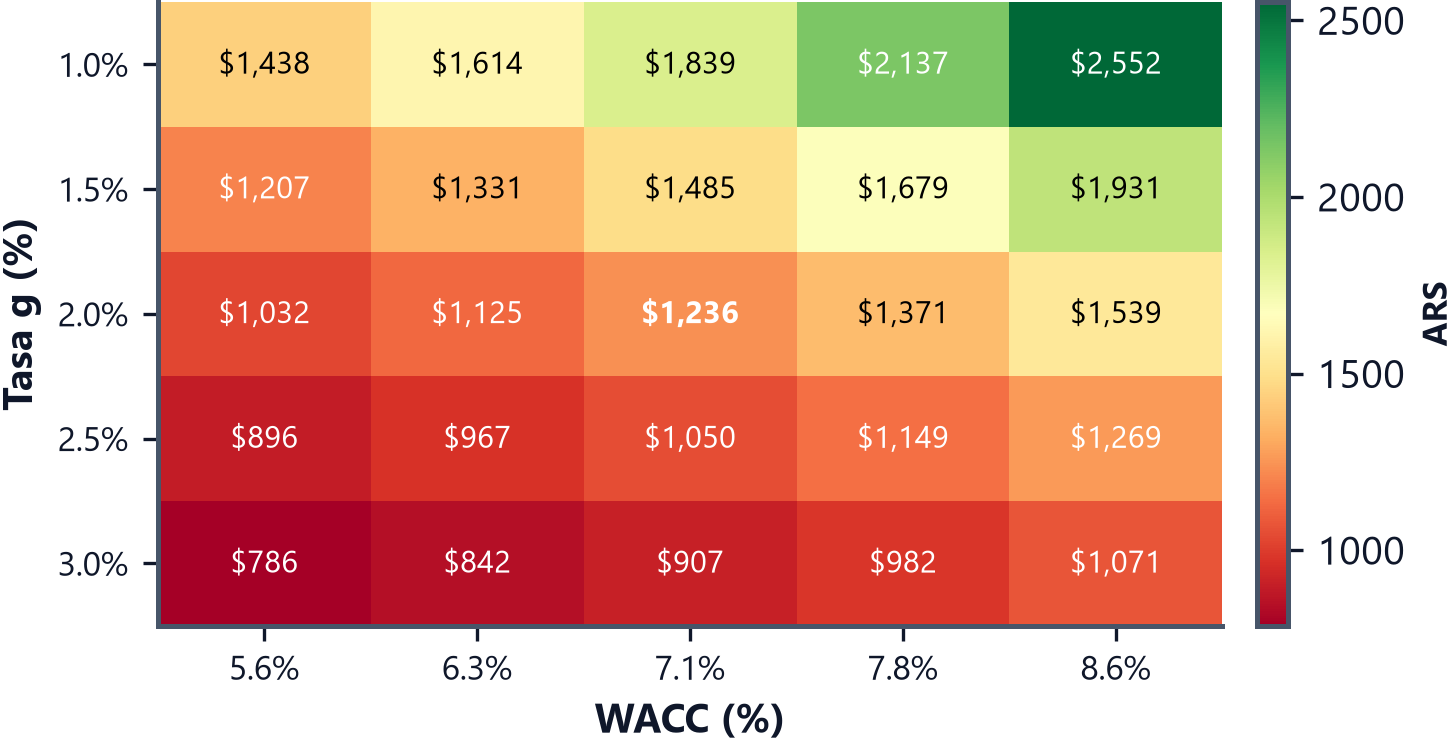 1.0% $1,438 $1,614 $1,839 $2,137 $2,552
1.5% $1,207 $1,331 $1,485 $1,679 $1,931
2.0% $1,032 $1,125 $1,236 $1,371 $1,539
2.5% $896 $967 $1,050 $1,149 $1,269
3.0% $786 $842 $907 $982 $1,071
5.6% 6.3% 7.1% 7.8% 8.6%
WACC (%)
Tasa g (%)
2500
2000
1500
1000
ARS